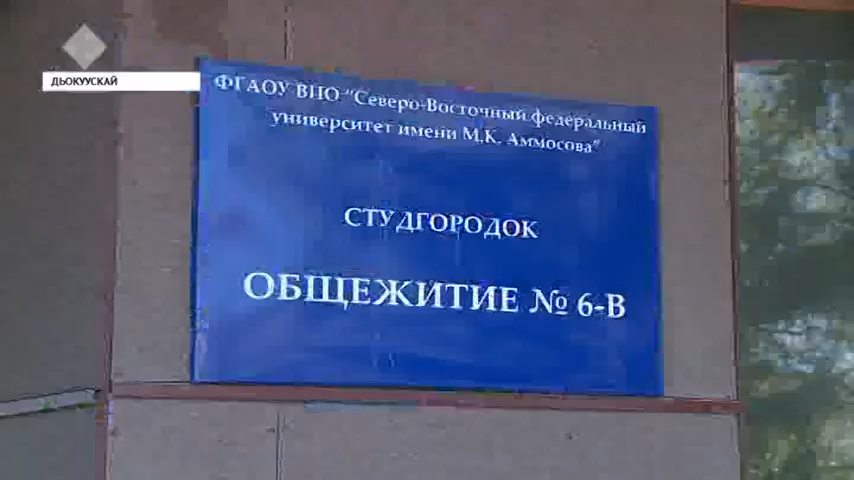 ДЬОКУУСКАЙ
ФГАОУ ВПО "Северо-Восточный федеральный
университет имени М.К. Аммосова"
СТУДГОРОДОК
ОБЩЕЖИТИЕ № 6-В